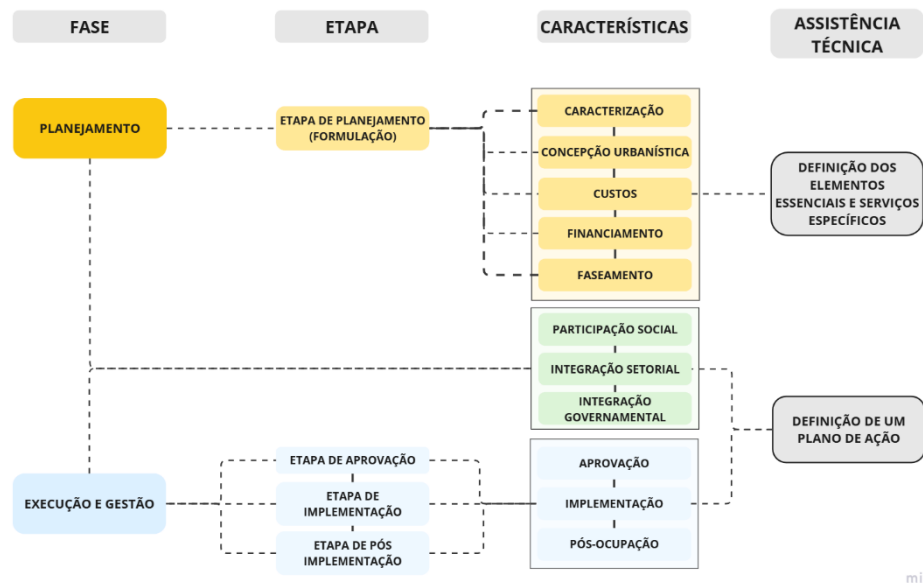 FASE
ETAPA
CARACTERÍSTICAS
ASSISTÊNCIA
TÉCNICA
PLANEJAMENTO
ETAPA DE PLANEJAMENTO
(FORMULAÇÃO)
CARACTERIZAÇÃO
CONCEPÇÃO URBANÍSTICA
CUSTOS
FINANCIAMENTO
FASEAMENTO
DEFINIÇÃO DOS
ELEMENTOS
ESSENCIAIS E SERVIÇOS
ESPECÍFICOS
PARTICIPAÇÃO SOCIAL
INTEGRAÇÃO SETORIAL
INTEGRAÇÃO
GOVERNAMENTAL
DEFINIÇÃO DE UM
PLANO DE AÇÃO
EXECUÇÃO E GESTÃO
ETAPA DE APROVAÇÃO
ETAPA DE
IMPLEMENTAÇÃO
ETAPA DE PÓS
IMPLEMENTAÇÃO
APROVAÇÃO
IMPLEMENTAÇÃO
PÓS-OCUPAÇÃO
mi